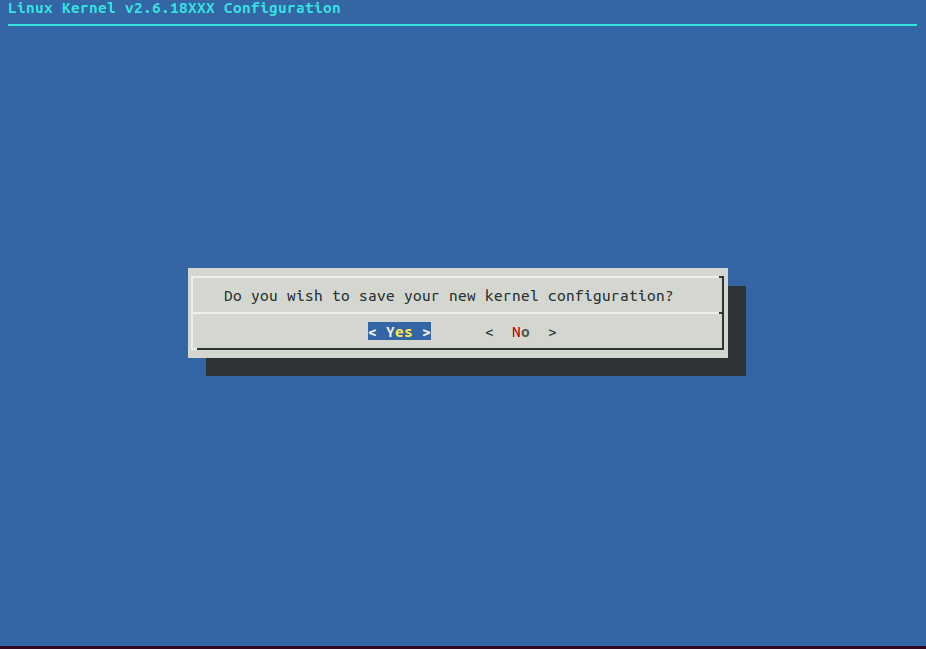 Linux Kernel v2.6.18XXX Configuration
Do you wish to save your new kernel configuration?
< Yes > < No >